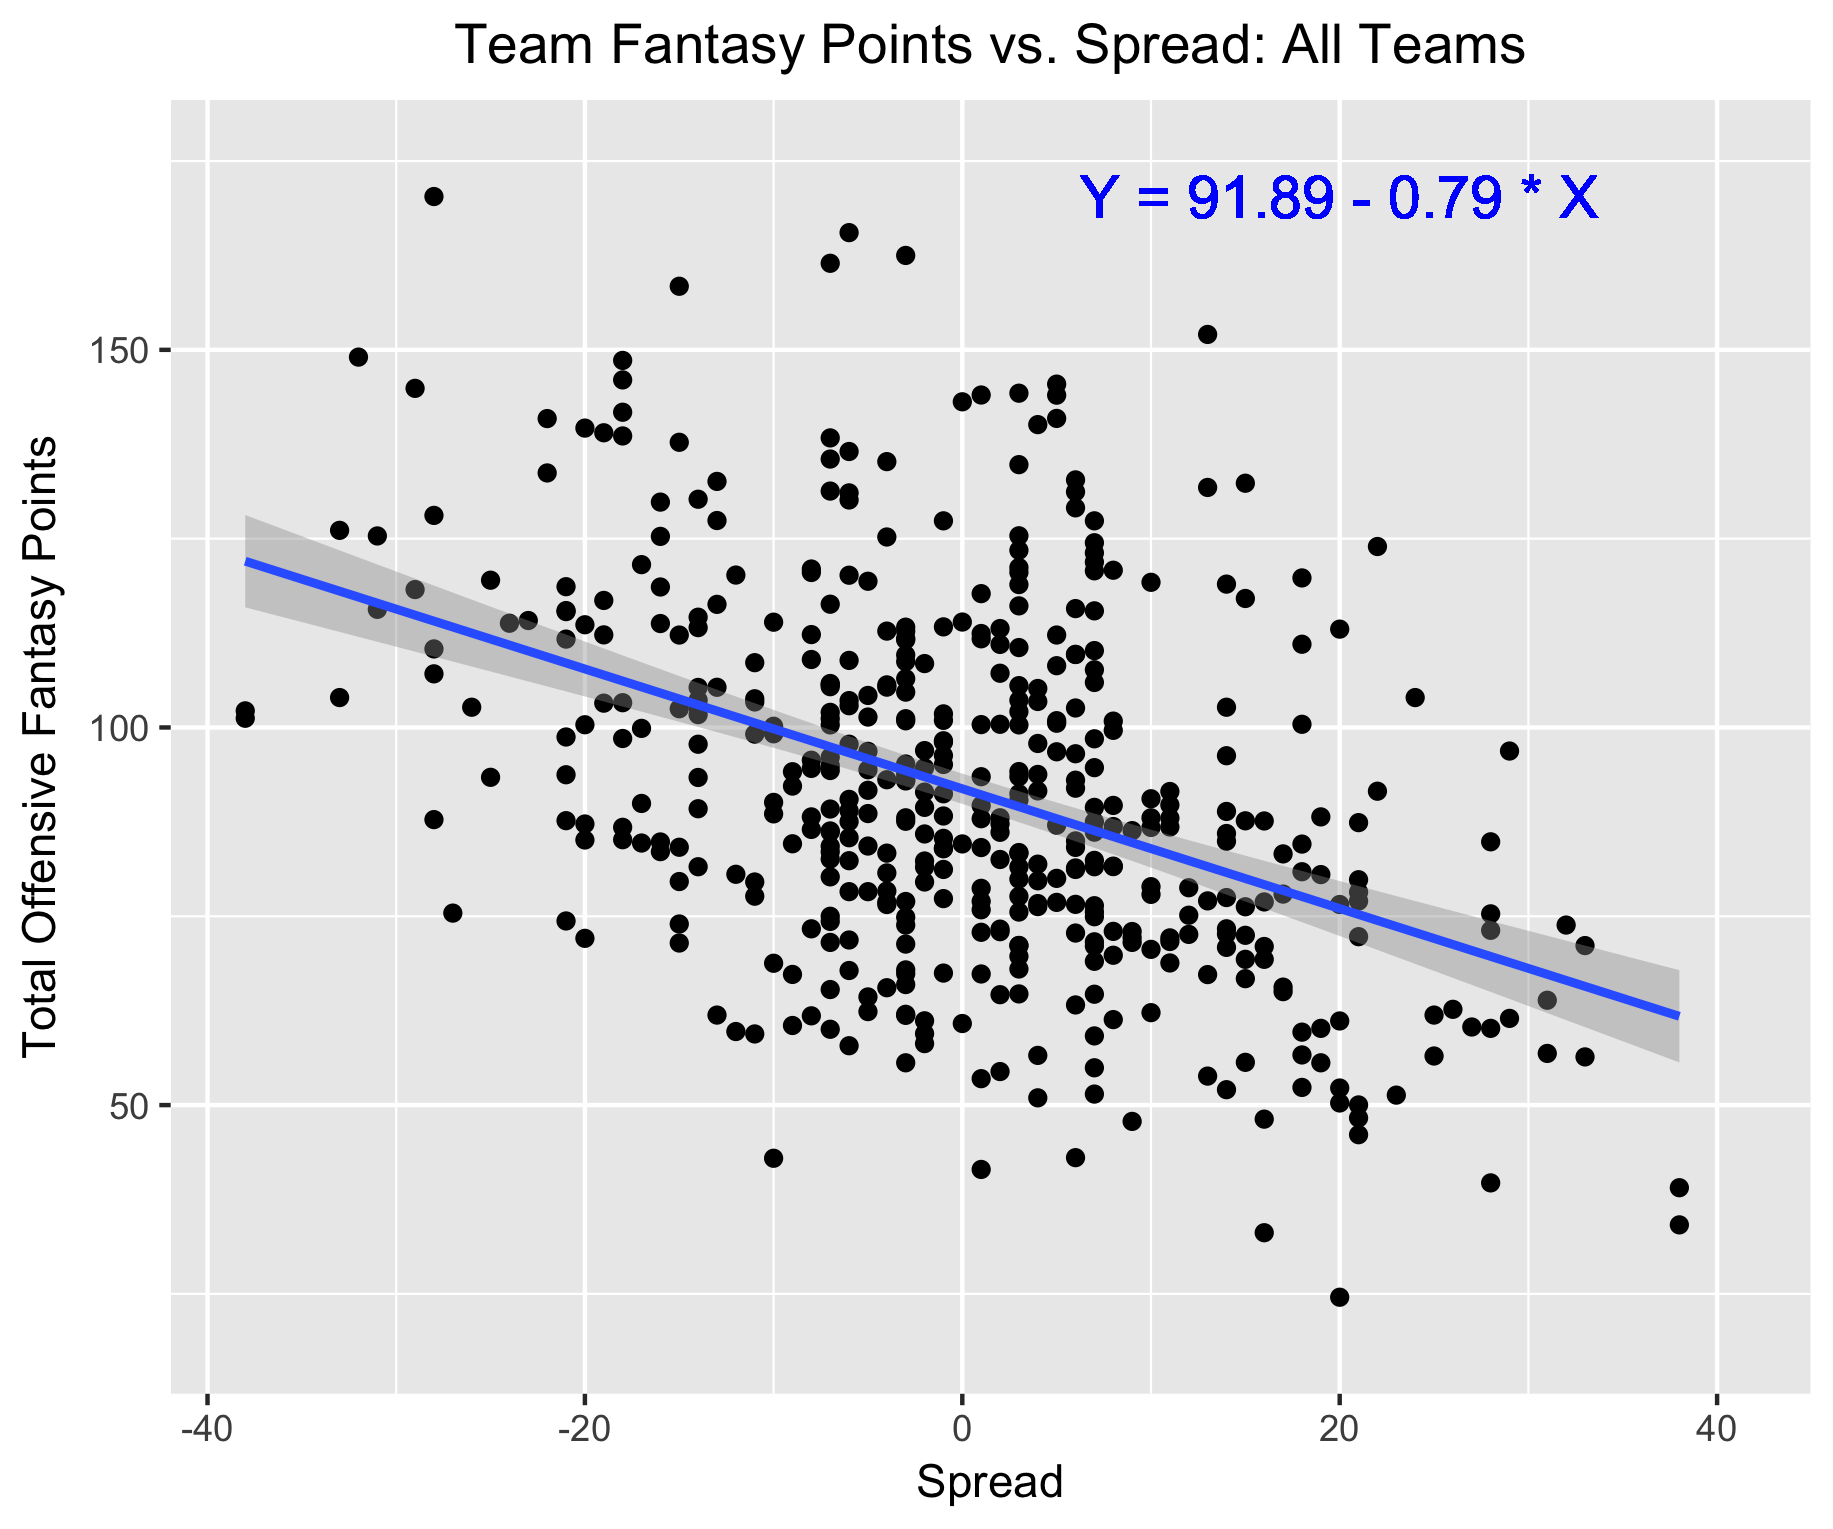 Team Fantasy Points vs. Spread: All Teams
Y = 91.89 - 0.79 * X
Total Offensive Fantasy Points
150
100
50
-40 -20 0 20 40
Spread